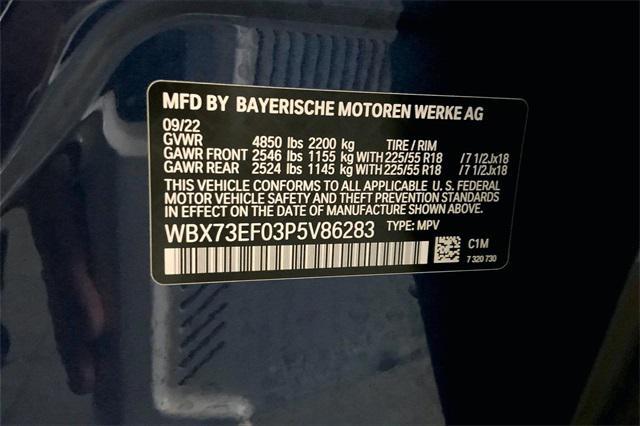 MFD BY BAYERISCHE MOTOREN WERKE AG
09/22
GVWR 4850 lbs 2200 kg TIRE / RIM
GAWR FRONT 2546 lbs 1155 kg WITH 225/55 R18 /7 1/2Jx18
GAWR REAR 2524 lbs 1145 kg WITH 225/55 R18 /7 1/2Jx18
THIS VEHICLE CONFORMS TO ALL APPLICABLE U. S. FEDERAL
MOTOR VEHICLE SAFETY AND THEFT PREVENTION STANDARDS
IN EFFECT ON THE DATE OF MANUFACTURE SHOWN ABOVE.
WBX73EF03P5V86283 TYPE: MPV
C1M
7 320 730